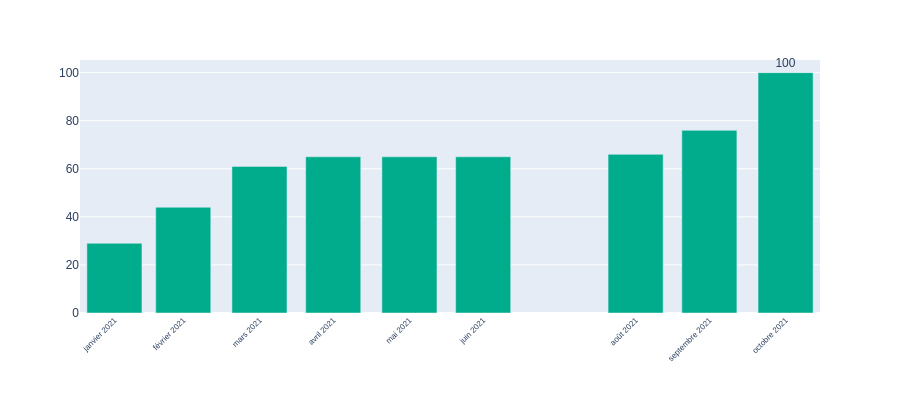 100
100
80
60
40
20
0
janvier 2021
février 2021
mars 2021
avril 2021
mai 2021
juin 2021
août 2021
septembre 2021
octobre 2021